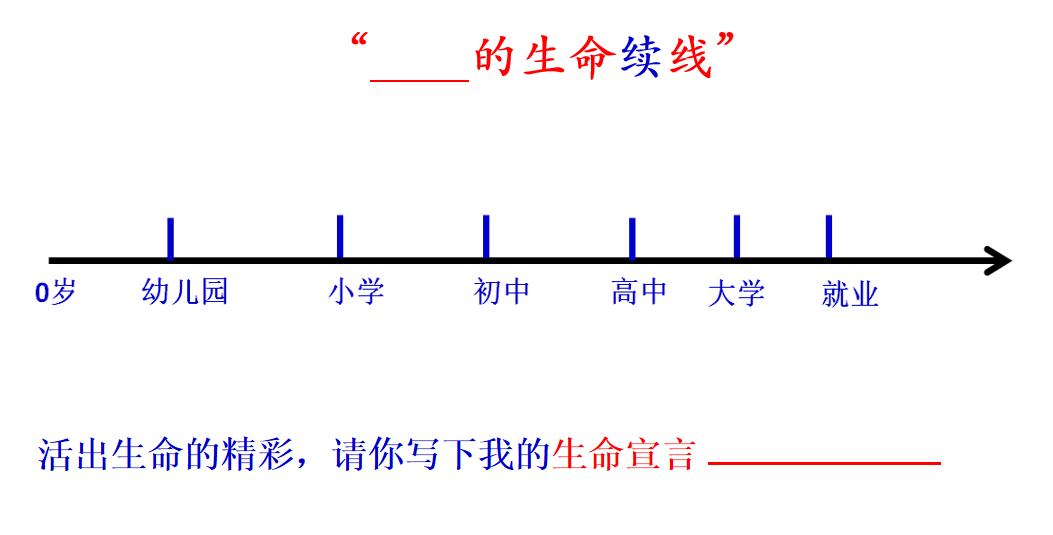 “____的生命续线”
0岁 幼儿园 小学 初中 高中 大学 就业
活出生命的精彩，请你写下我的生命宣言 ________